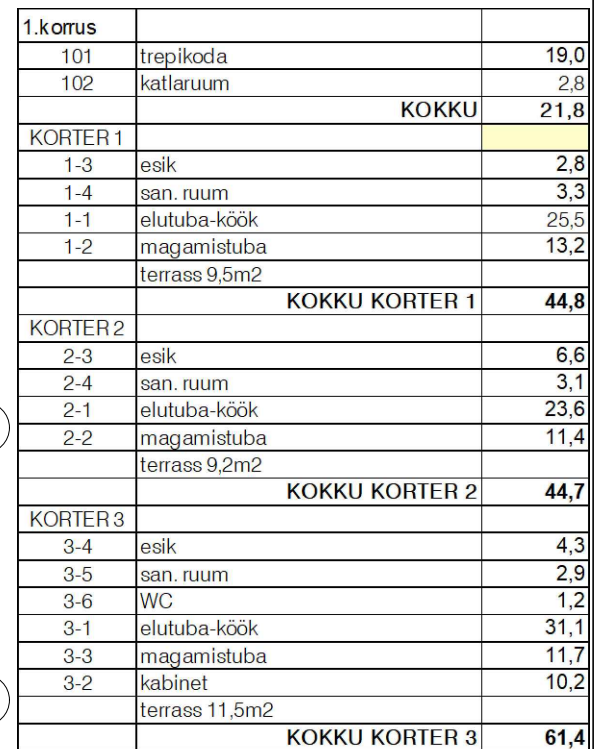 1.korrus
101 trepikoda 19,0
102 katlaruum 2,8
KOKKU 21,8
KORTER 1
1-3 esik 2,8
1-4 san. ruum 3,3
1-1 elutuba-köök 25,5
1-2 magamistuba 13,2
terrass 9,5m2
KOKKU KORTER 1 44,8
KORTER 2
2-3 esik 6,6
2-4 san. ruum 3,1
2-1 elutuba-köök 23,6
2-2 magamistuba 11,4
terrass 9,2m2
KOKKU KORTER 2 44,7
KORTER 3
3-4 esik 4,3
3-5 san. ruum 2,9
3-6 WC 1,2
3-1 elutuba-köök 31,1
3-3 magamistuba 11,7
3-2 kabinet 10,2
terrass 11,5m2
KOKKU KORTER 3 61,4